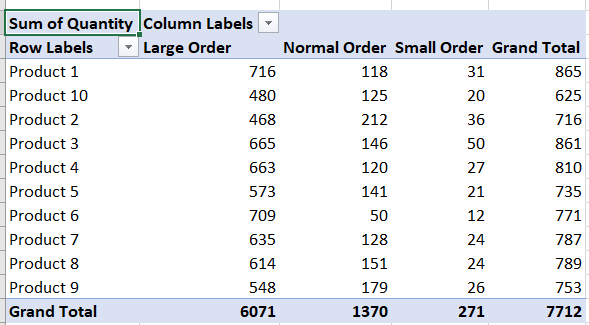 Sum of Quantity Column Labels
Row Labels Large Order Normal Order Small Order Grand Total
Product 1 716 118 31 865
Product 10 480 125 20 625
Product 2 468 212 36 716
Product 3 665 146 50 861
Product 4 663 120 27 810
Product 5 573 141 21 735
Product 6 709 50 12 771
Product 7 635 128 24 787
Product 8 614 151 24 789
Product 9 548 179 26 753
Grand Total 6071 1370 271 7712